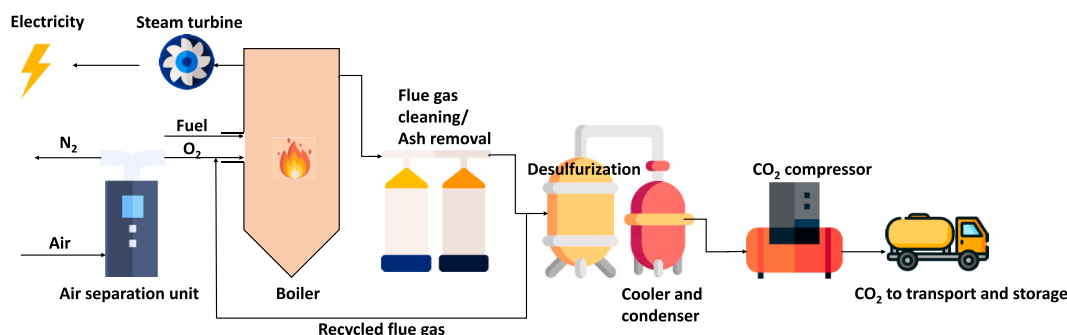 Electricity
Steam turbine
Flue gas
cleaning/
Ash removal
Fuel
N₂
O₂
Desulfurization
CO₂ compressor
Air
Air separation unit
Boiler
Cooler and
condenser
CO₂ to transport and storage
Recycled flue gas